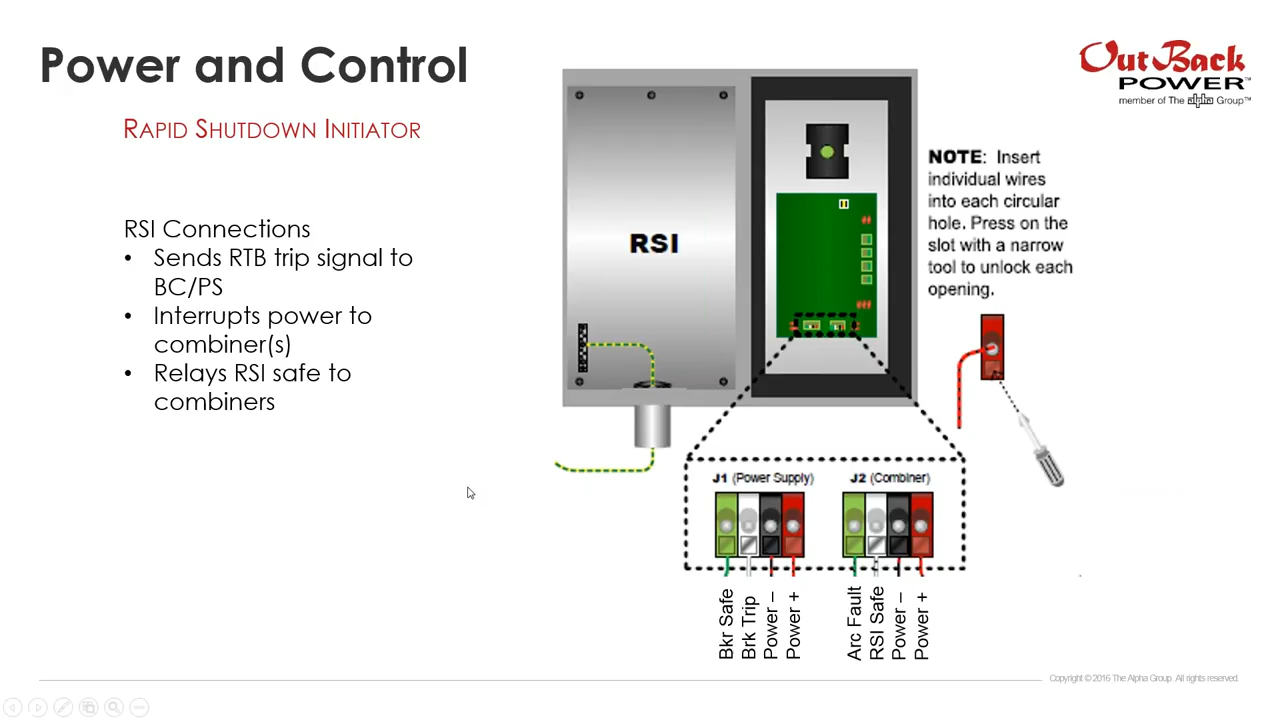 Power and Control
OutBack
POWER™
member of The alpha Group™
RAPID SHUTDOWN INITIATOR
NOTE: Insert
individual wires
into each circular
hole. Press on the
slot with a narrow
tool to unlock each
opening.
RSI
RSI Connections
• Sends RTB trip signal to
BC/PS
• Interrupts power to
combiner(s)
• Relays RSI safe to
combiners
J1 (Power Supply)
J2 (Combiner)
Bkr Safe
Brk Trip
Power –
Power +
Arc Fault
RSI Safe
Power –
Power +
Copyright © 2016 The Alpha Group All rights reserved.